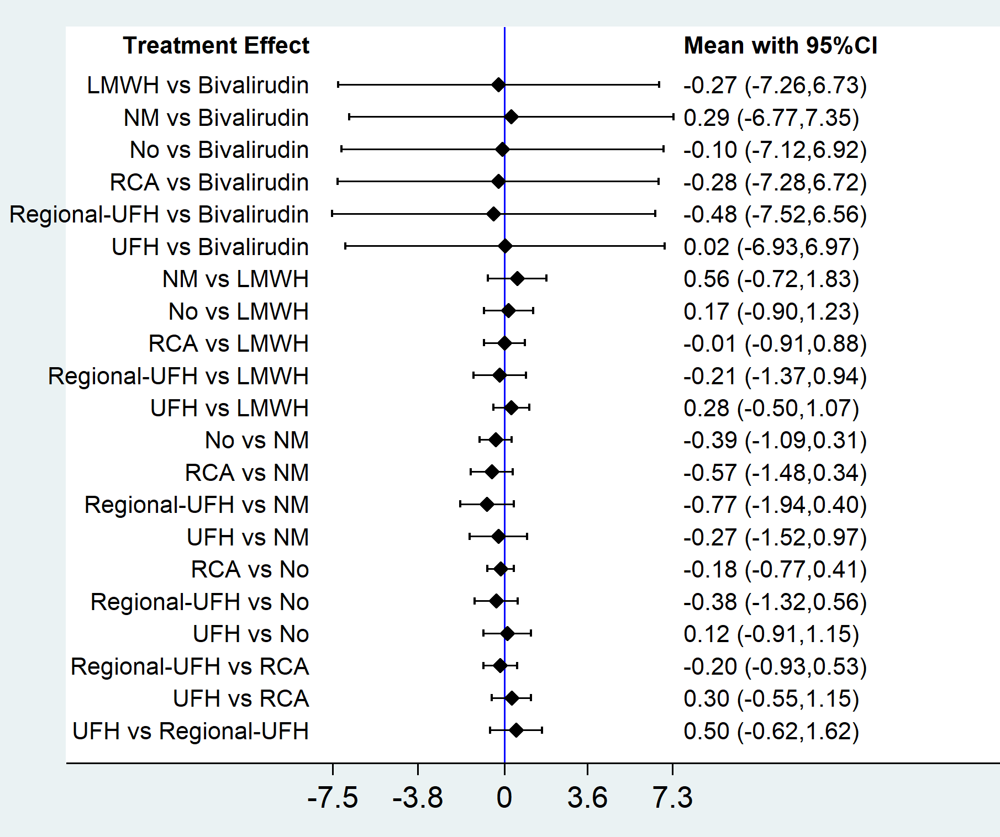 Treatment Effect Mean with 95%CI
LMWH vs Bivalirudin -0.27 (-7.26,6.73)
NM vs Bivalirudin 0.29 (-6.77,7.35)
No vs Bivalirudin -0.10 (-7.12,6.92)
RCA vs Bivalirudin -0.28 (-7.28,6.72)
Regional-UFH vs Bivalirudin -0.48 (-7.52,6.56)
UFH vs Bivalirudin 0.02 (-6.93,6.97)
NM vs LMWH 0.56 (-0.72,1.83)
No vs LMWH 0.17 (-0.90,1.23)
RCA vs LMWH -0.01 (-0.91,0.88)
Regional-UFH vs LMWH -0.21 (-1.37,0.94)
UFH vs LMWH 0.28 (-0.50,1.07)
No vs NM -0.39 (-1.09,0.31)
RCA vs NM -0.57 (-1.48,0.34)
Regional-UFH vs NM -0.77 (-1.94,0.40)
UFH vs NM -0.27 (-1.52,0.97)
RCA vs No -0.18 (-0.77,0.41)
Regional-UFH vs No -0.38 (-1.32,0.56)
UFH vs No 0.12 (-0.91,1.15)
Regional-UFH vs RCA -0.20 (-0.93,0.53)
UFH vs RCA 0.30 (-0.55,1.15)
UFH vs Regional-UFH 0.50 (-0.62,1.62)
-7.5 -3.8 0 3.6 7.3